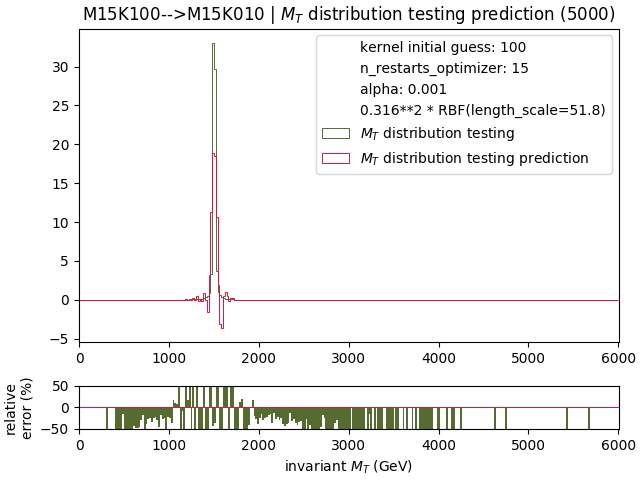 M15K100-->M15K010 | M_T distribution testing prediction (5000)
kernel initial guess: 100
n_restarts_optimizer: 15
alpha: 0.001
0.316**2 * RBF(length_scale=51.8)
M_T distribution testing
M_T distribution testing prediction
30
25
20
15
10
5
0
−5
0 1000 2000 3000 4000 5000 6000
relative
error (%)
50
0
−50
0 1000 2000 3000 4000 5000 6000
invariant M_T (GeV)